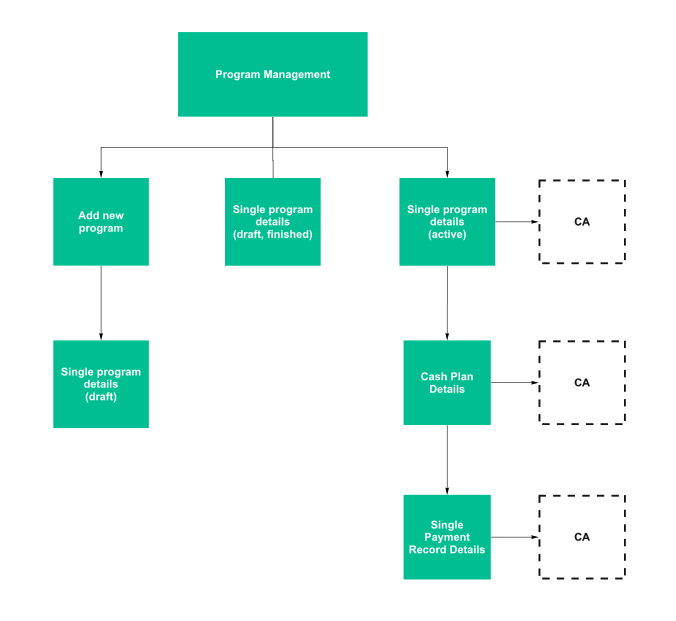 Program Management
Add new
program
Single program
details
(draft, finished)
Single program
details
(active)
CA
Single program
details
(draft)
Cash Plan
Details
CA
Single
Payment
Record Details
CA